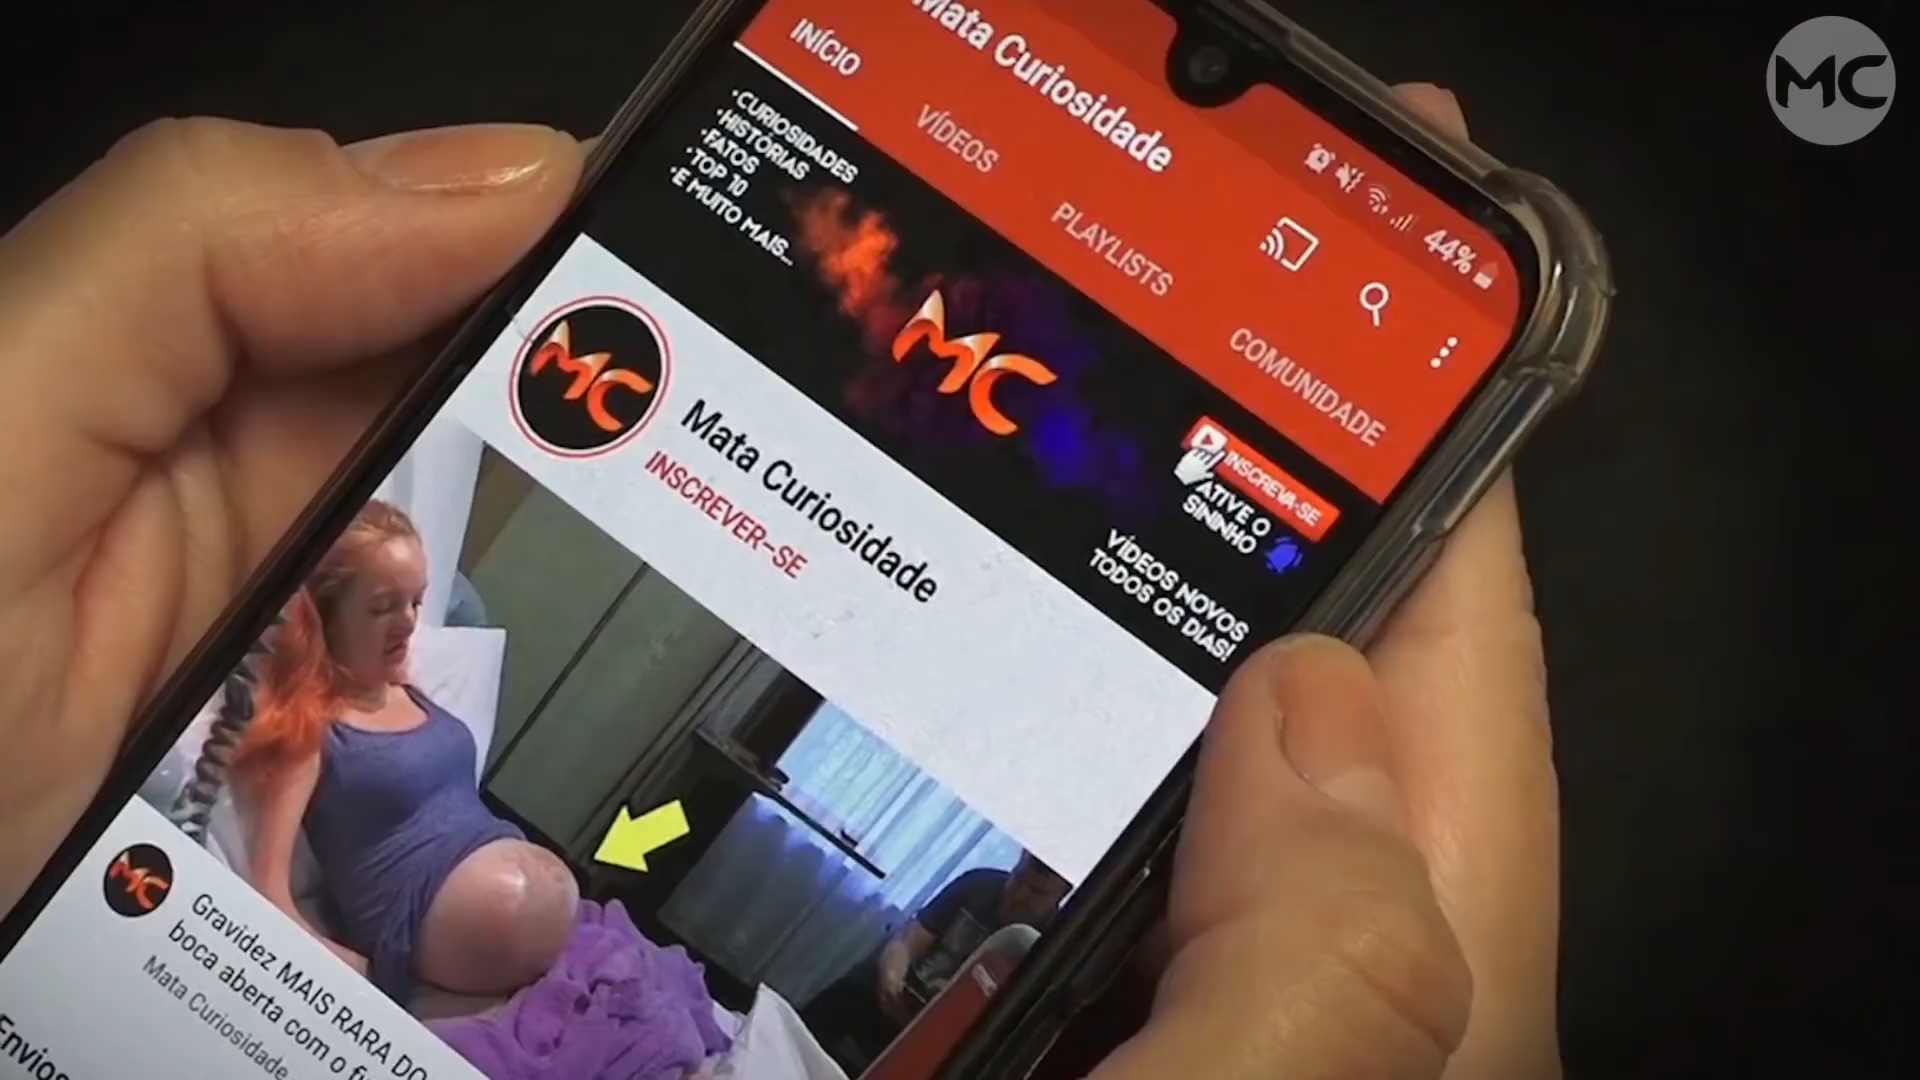 MC
Mata Curiosidade
44%
INÍCIO
VÍDEOS
PLAYLISTS
COMUNIDADE
•CURIOSIDADES
•HISTÓRIAS
•FATOS
•TOP 10
•E MUITO MAIS...
MC
INSCREVA-SE
ATIVE O
SININHO
VÍDEOS NOVOS
TODOS OS DIAS!
MC
Mata Curiosidade
INSCREVER-SE
MC
Gravidez MAIS RARA DO
boca aberta com o
Mata Curiosidade
Envios